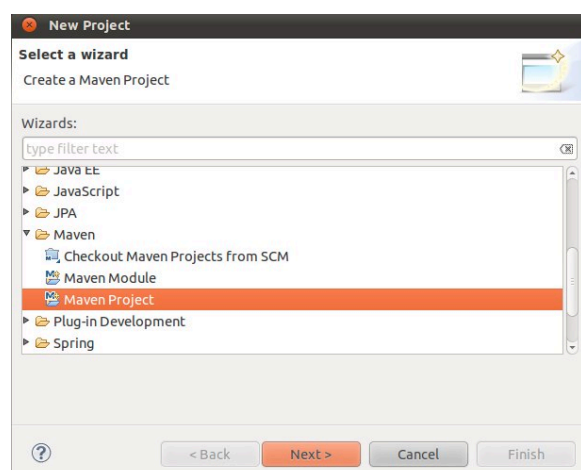 New Project
Select a wizard
Create a Maven Project
Wizards:
type filter text
Java EE
JavaScript
JPA
Maven
Checkout Maven Projects from SCM
Maven Module
Maven Project
Plug-in Development
Spring
< Back Next > Cancel Finish